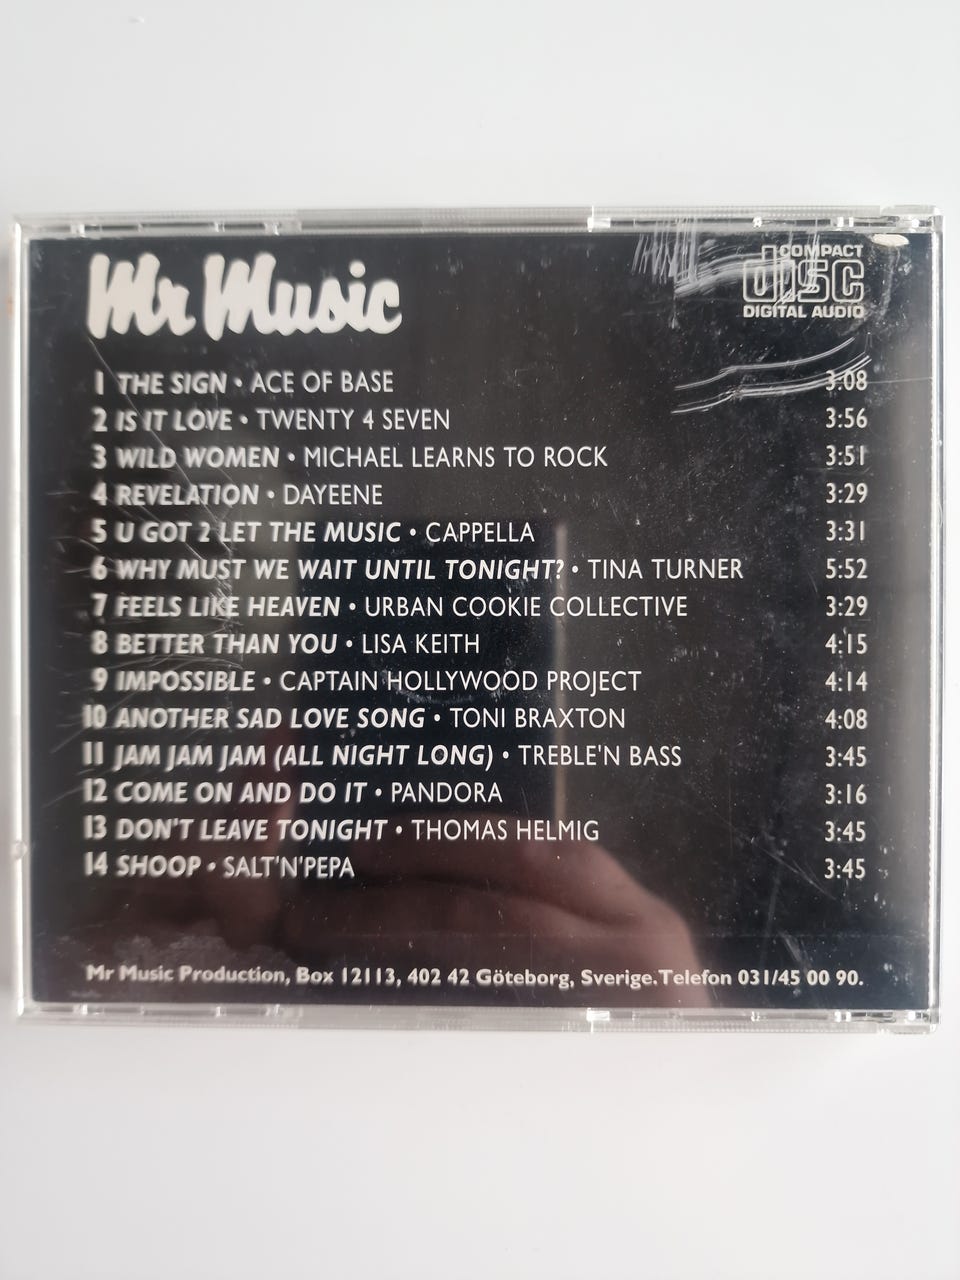 Mr Music
COMPACT
disc
DIGITAL AUDIO
1 THE SIGN • ACE OF BASE 3:08
2 IS IT LOVE • TWENTY 4 SEVEN 3:56
3 WILD WOMEN • MICHAEL LEARNS TO ROCK 3:51
4 REVELATION • DAYEENE 3:29
5 U GOT 2 LET THE MUSIC • CAPPELLA 3:31
6 WHY MUST WE WAIT UNTIL TONIGHT? • TINA TURNER 5:52
7 FEELS LIKE HEAVEN • URBAN COOKIE COLLECTIVE 3:29
8 BETTER THAN YOU • LISA KEITH 4:15
9 IMPOSSIBLE • CAPTAIN HOLLYWOOD PROJECT 4:14
10 ANOTHER SAD LOVE SONG • TONI BRAXTON 4:08
11 JAM JAM JAM (ALL NIGHT LONG) • TREBLE'N BASS 3:45
12 COME ON AND DO IT • PANDORA 3:16
13 DON'T LEAVE TONIGHT • THOMAS HELMIG 3:45
14 SHOOP • SALT'N'PEPA 3:45
Mr Music Production, Box 12113, 402 42 Göteborg, Sverige. Telefon 031/45 00 90.